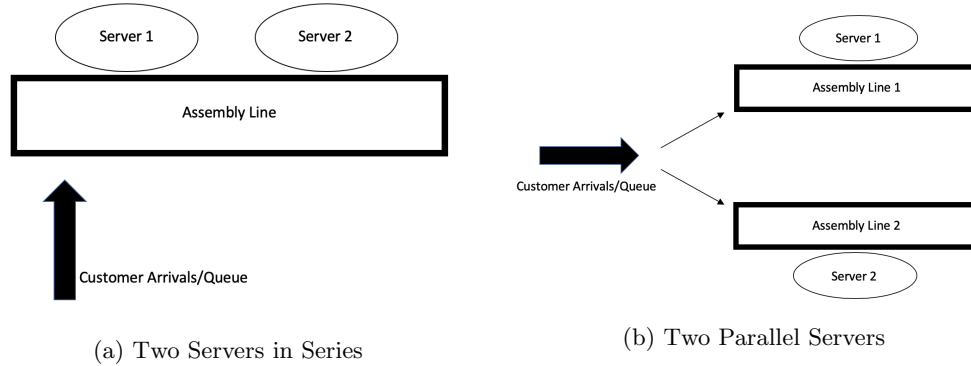 Server 1
Server 2
Assembly Line
Customer Arrivals/Queue
(a) Two Servers in Series
Server 1
Assembly Line 1
Customer Arrivals/Queue
Assembly Line 2
Server 2
(b) Two Parallel Servers